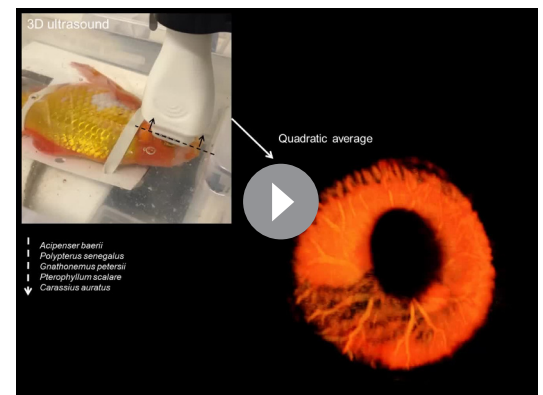 3D ultrasound
Quadratic average
Acipenser baerii
Polypterus senegalus
Gnathonemus petersii
Pterophyllum scalare
Carassius auratus